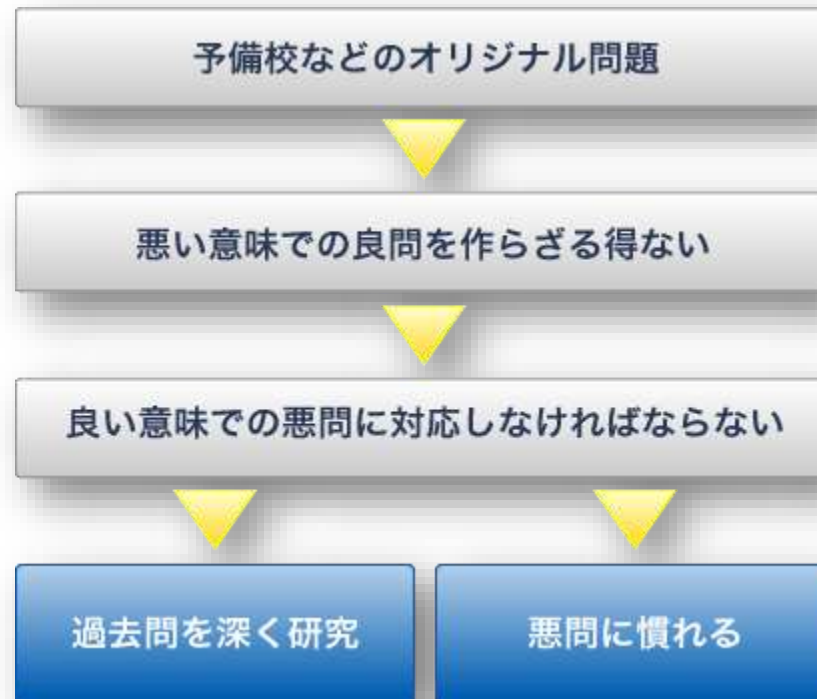 予備校などのオリジナル問題
悪い意味での良問を作らざる得ない
良い意味での悪問に対応しなければならない
過去問を深く研究
悪問に慣れる